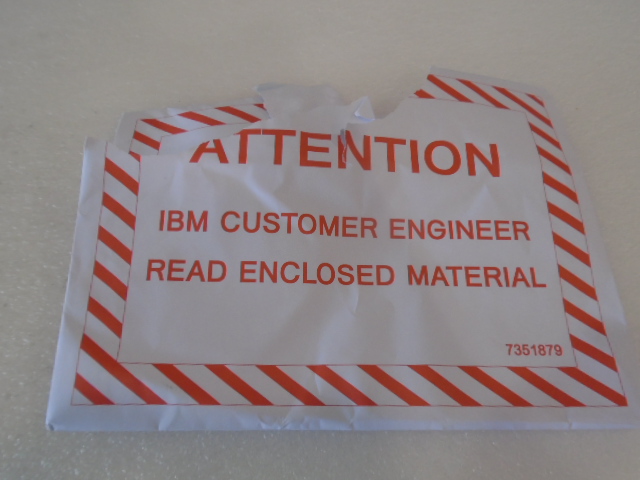 ATTENTION
IBM CUSTOMER ENGINEER
READ ENCLOSED MATERIAL
7351879